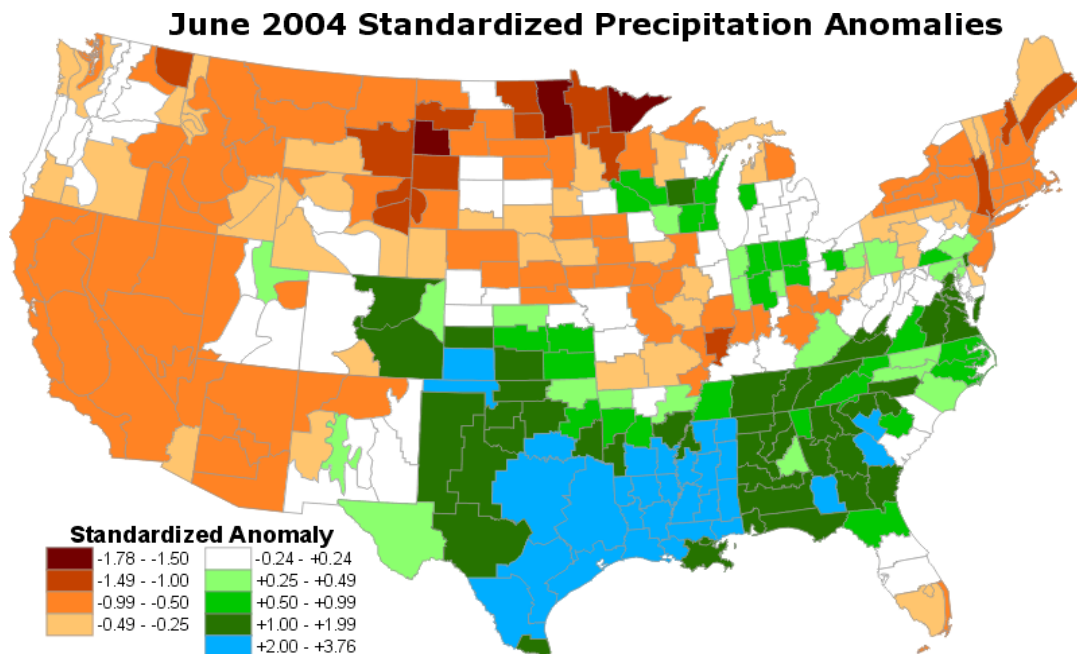 June 2004 Standardized Precipitation Anomalies
Standardized Anomaly
-1.78 - -1.50
-1.49 - -1.00
-0.99 - -0.50
-0.49 - -0.25
-0.24 - +0.24
+0.25 - +0.49
+0.50 - +0.99
+1.00 - +1.99
+2.00 - +3.76